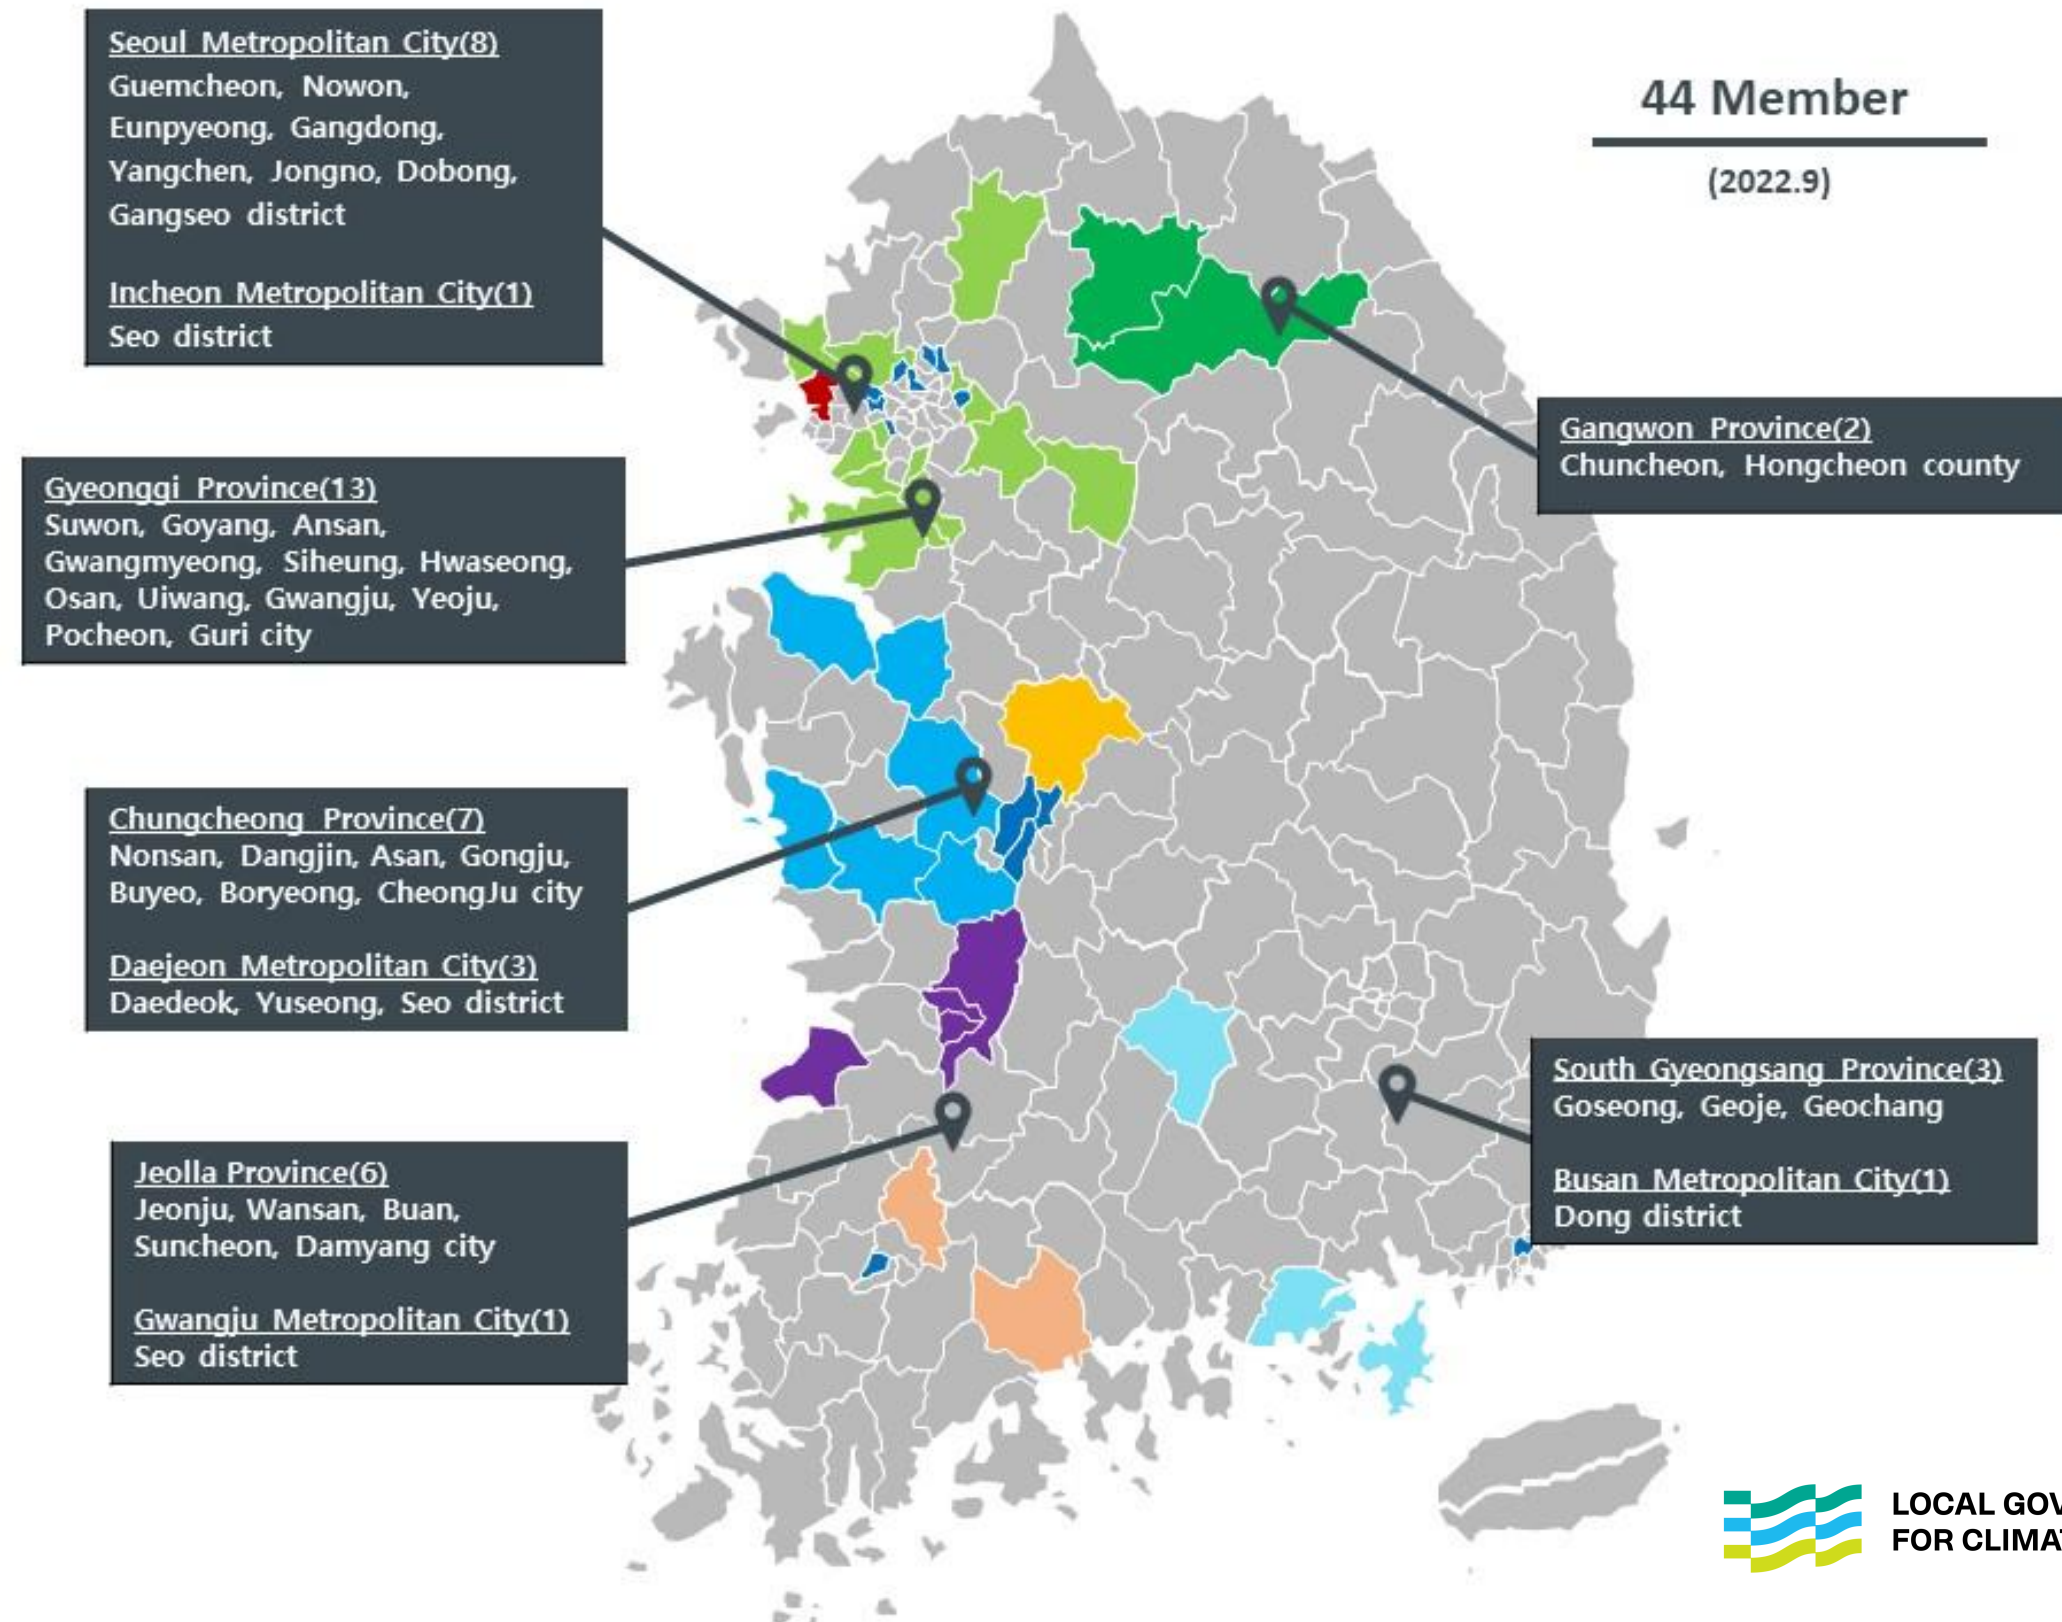 Seoul Metropolitan City(8)
Guemcheon, Nowon,
Eunpyeong, Gangdong,
Yangchen, Jongno, Dobong,
Gangseo district
Incheon Metropolitan City(1)
Seo district
44 Member
(2022.9)
Gangwon Province(2)
Chuncheon, Hongcheon county
Gyeonggi Province(13)
Suwon, Goyang, Ansan,
Gwangmyeong, Siheung, Hwaseong,
Osan, Uiwang, Gwangju, Yeoju,
Pocheon, Guri city
Chungcheong Province(7)
Nonsan, Dangjin, Asan, Gongju,
Buyeo, Boryeong, CheongJu city
Daejeon Metropolitan City(3)
Daedeok, Yuseong, Seo district
South Gyeongsang Province(3)
Goseong, Geoje, Geochang
Busan Metropolitan City(1)
Dong district
Jeolla Province(6)
Jeonju, Wansan, Buan,
Suncheon, Damyang city
Gwangju Metropolitan City(1)
Seo district
LOCAL GOV
FOR CLIMAT